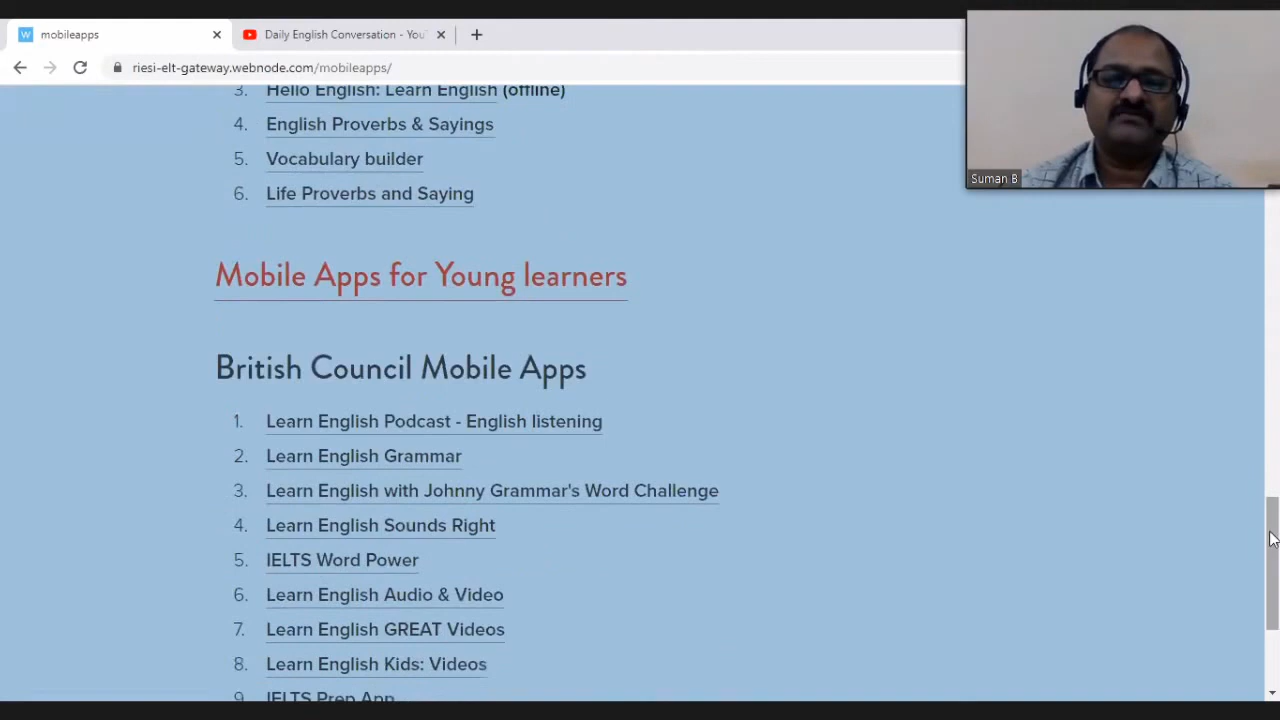 mobileapps
Daily English Conversation - You
riesi-elt-gateway.webnode.com/mobileapps/
3. Hello English: Learn English (offline)
4. English Proverbs & Sayings
5. Vocabulary builder
6. Life Proverbs and Saying
Suman B
Mobile Apps for Young learners
British Council Mobile Apps
1. Learn English Podcast - English listening
2. Learn English Grammar
3. Learn English with Johnny Grammar's Word Challenge
4. Learn English Sounds Right
5. IELTS Word Power
6. Learn English Audio & Video
7. Learn English GREAT Videos
8. Learn English Kids: Videos
9. IELTS Prep App